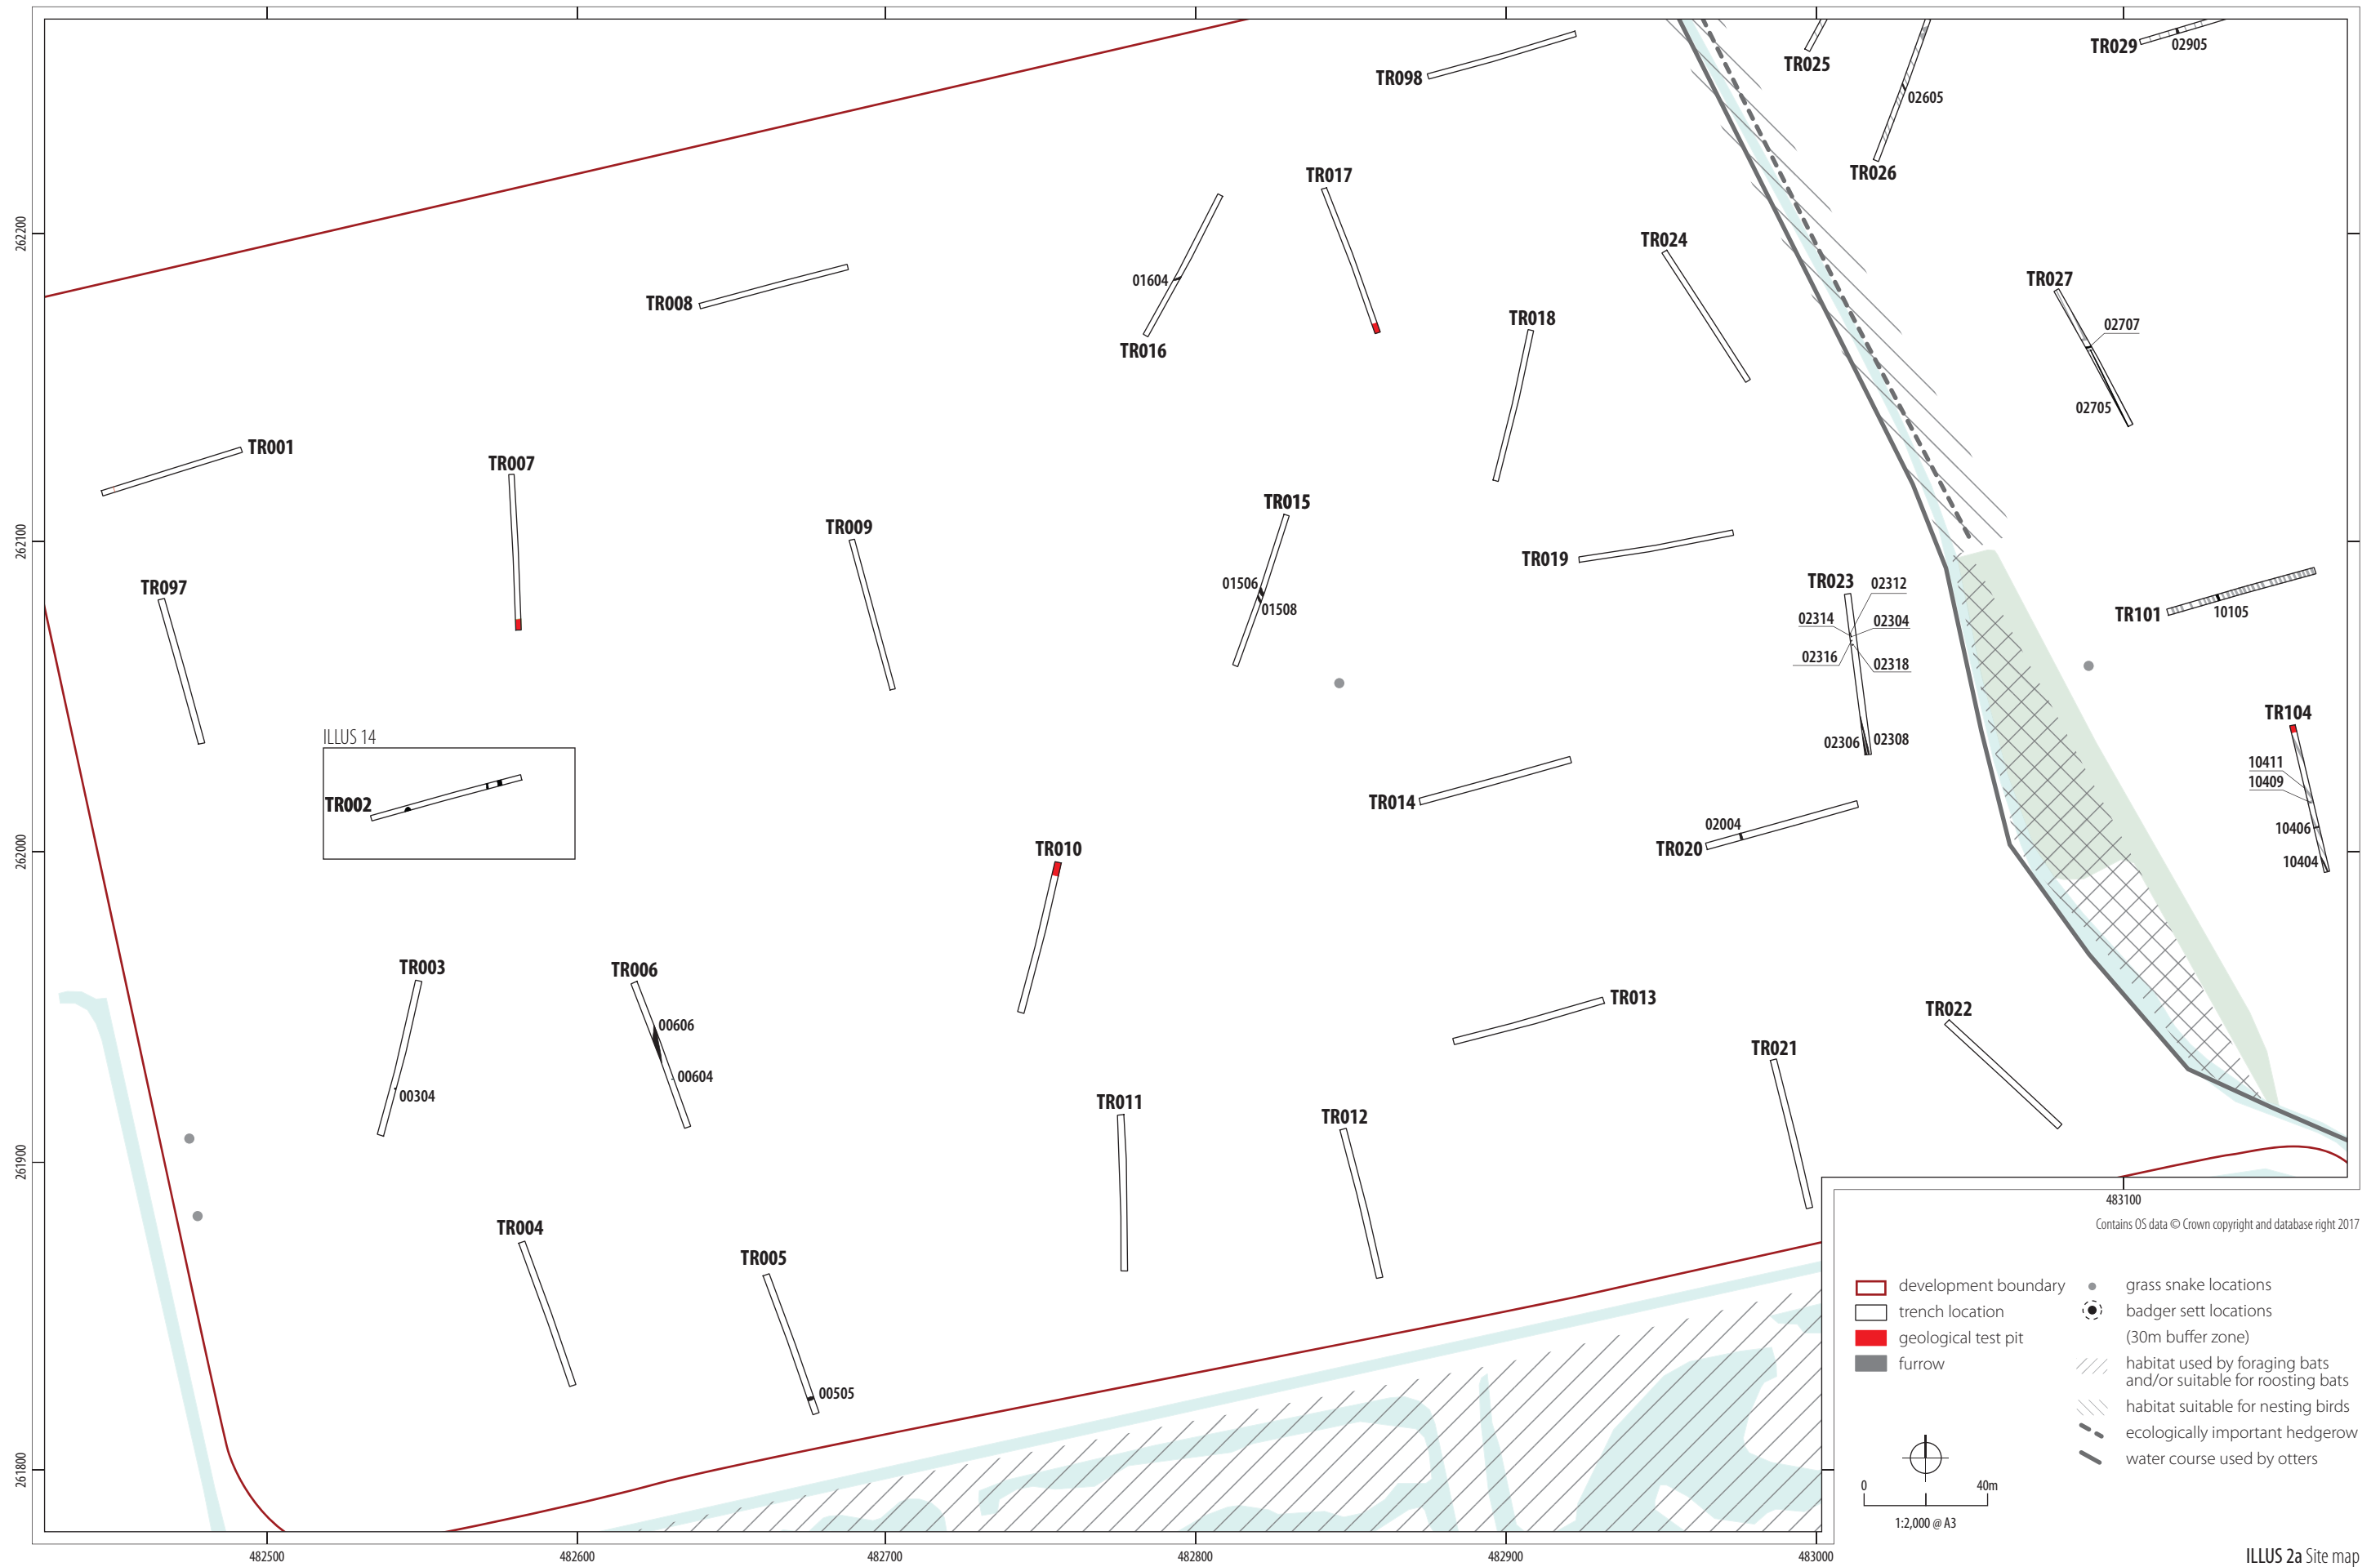 TR029
02905
TR025
TR098
02605
TR026
TR017
262200
TR024
TR027
01604
TR008
02707
TR018
TR016
02705
TR001
TR007
TR015
TR009
262100
TR019
TR023
02312
01506
TR097
01508
02314
02304
TR101
10105
02316
02318
TR104
ILLUS 14
02306
02308
10411
10409
TR002
TR014
02004
10406
TR010
TR020
262000
10404
TR003
TR006
TR013
TR022
00606
TR021
00604
00304
TR011
TR012
261900
483100
TR004
Contains OS data © Crown copyright and database right 2017
TR005
development boundary
trench location
geological test pit
furrow
grass snake locations
badger sett locations
(30m buffer zone)
habitat used by foraging bats
and/or suitable for roosting bats
habitat suitable for nesting birds
ecologically important hedgerow
water course used by otters
00505
261800
0 40m
1:2,000 @ A3
482500 482600 482700 482800 482900 483000
ILLUS 2a Site map